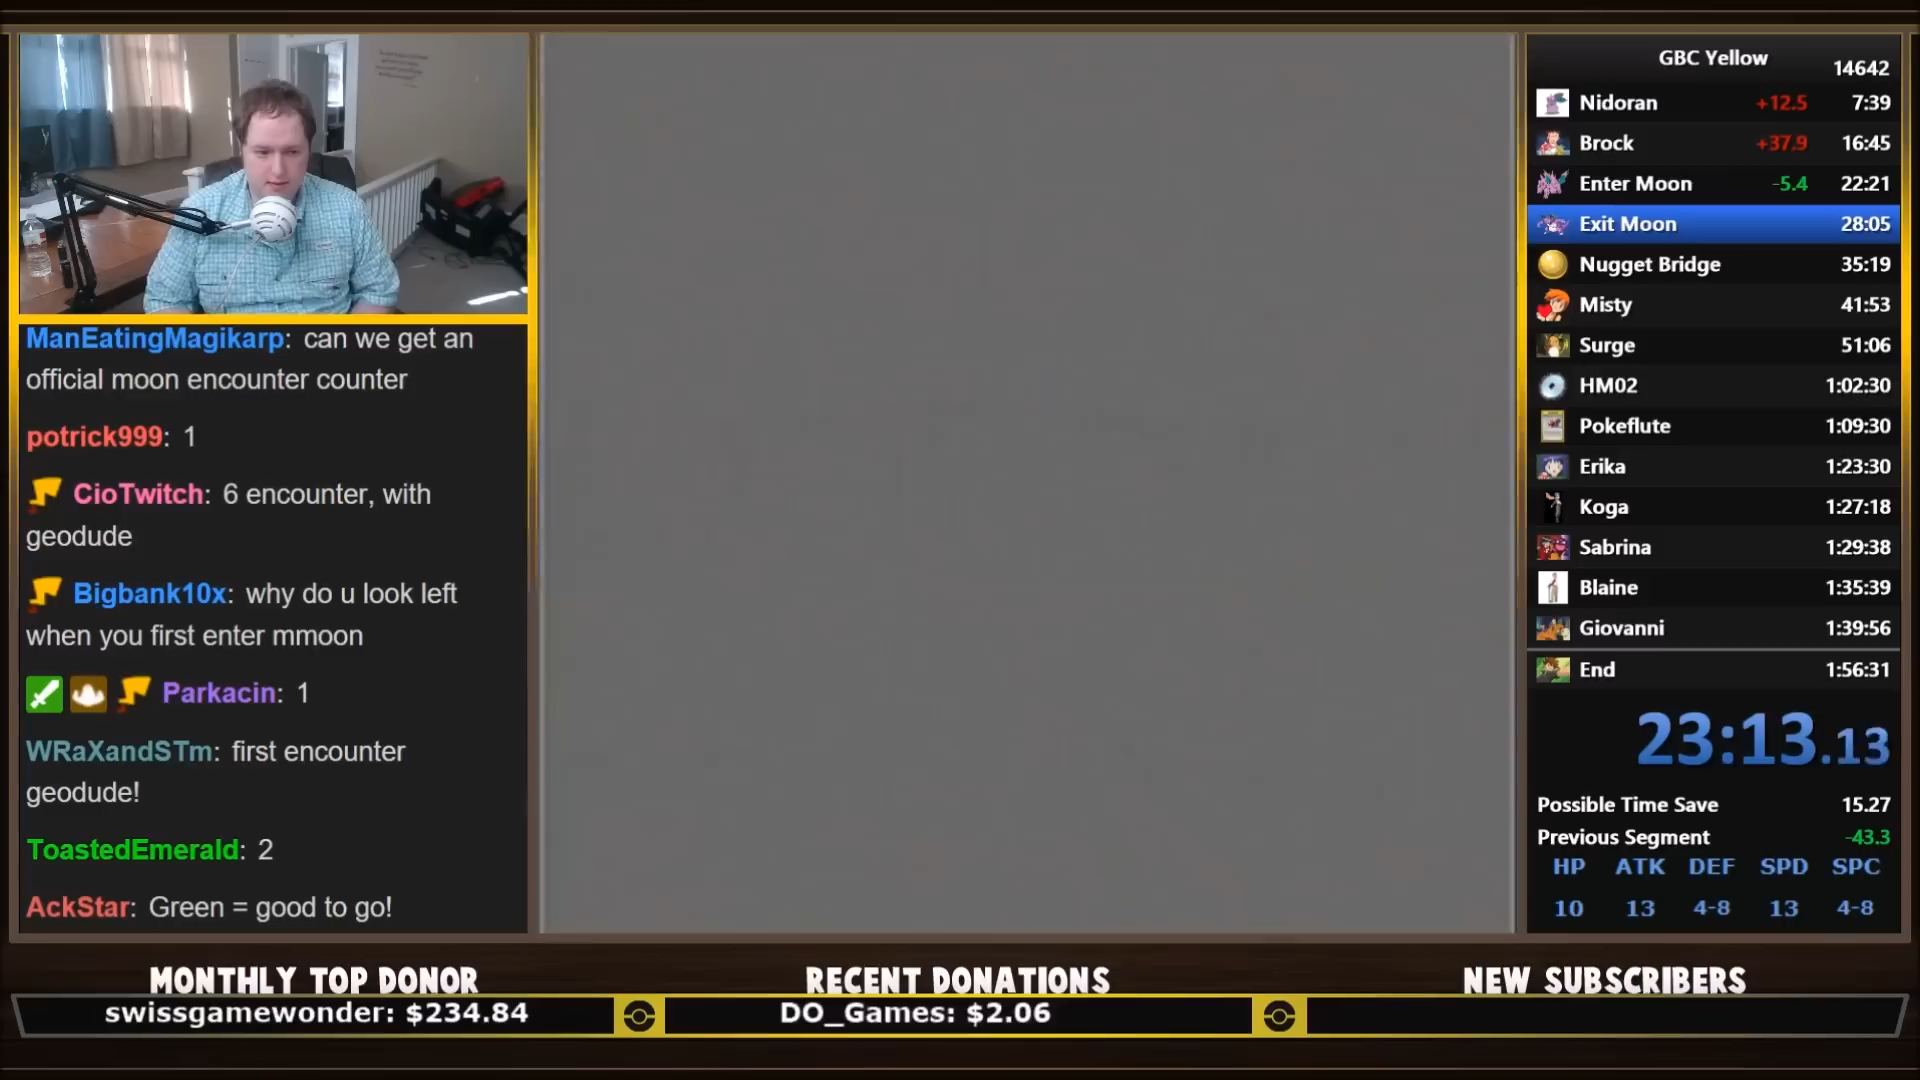 ManEatingMagikarp: can we get an
official moon encounter counter
potrick999: 1
CioTwitch: 6 encounter, with
geodude
Bigbank10x: why do u look left
when you first enter mmoon
Parkacin: 1
WRaXandSTm: first encounter
geodude!
ToastedEmerald: 2
AckStar: Green = good to go!
GBC Yellow 14642
Nidoran +12.5 7:39
Brock +37.9 16:45
Enter Moon -5.4 22:21
Exit Moon 28:05
Nugget Bridge 35:19
Misty 41:53
Surge 51:06
HM02 1:02:30
Pokeflute 1:09:30
Erika 1:23:30
Koga 1:27:18
Sabrina 1:29:38
Blaine 1:35:39
Giovanni 1:39:56
End 1:56:31
23:13.13
Possible Time Save 15.27
Previous Segment -43.3
HP ATK DEF SPD SPC
10 13 4-8 13 4-8
MONTHLY TOP DONOR RECENT DONATIONS NEW SUBSCRIBERS
swissgamewonder: $234.84 DO_Games: $2.06